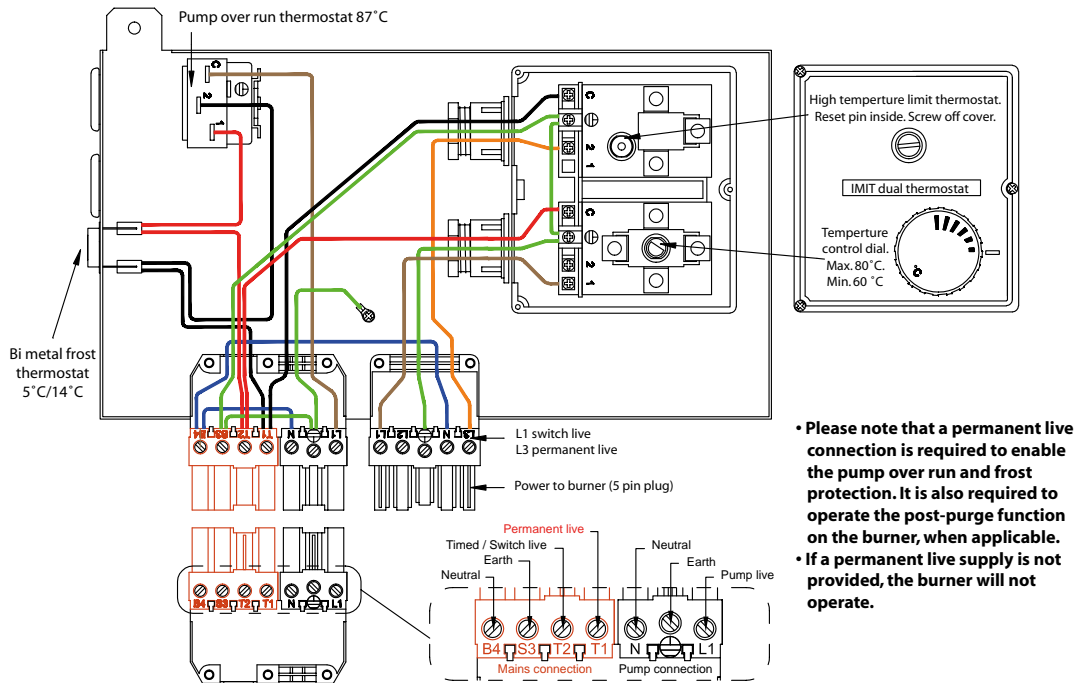 Pump over run thermostat 87˚C
C
2
1
C
2
1
C
2
1
High temperture limit thermostat.
Reset pin inside. Screw off cover.
IMIT dual thermostat
Temperature
control dial.
Max. 80˚C.
Min. 60 ˚C
˚C
Bi metal frost
thermostat
5˚C/14˚C
B4 S3 T2 T1 N L1
L1 L2 N L3
L1 switch live
L3 permanent live
Power to burner (5 pin plug)
• Please note that a permanent live
connection is required to enable
the pump over run and frost
protection. It is also required to
operate the post-purge function
on the burner, when applicable.
• If a permanent live supply is not
provided, the burner will not
operate.
B4 S3 T2 T1 N L1
Permanent live
Timed / Switch live
Earth
Neutral
Neutral
Earth
Pump live
B4 S3 T2 T1 N L1
Mains connection
Pump connection